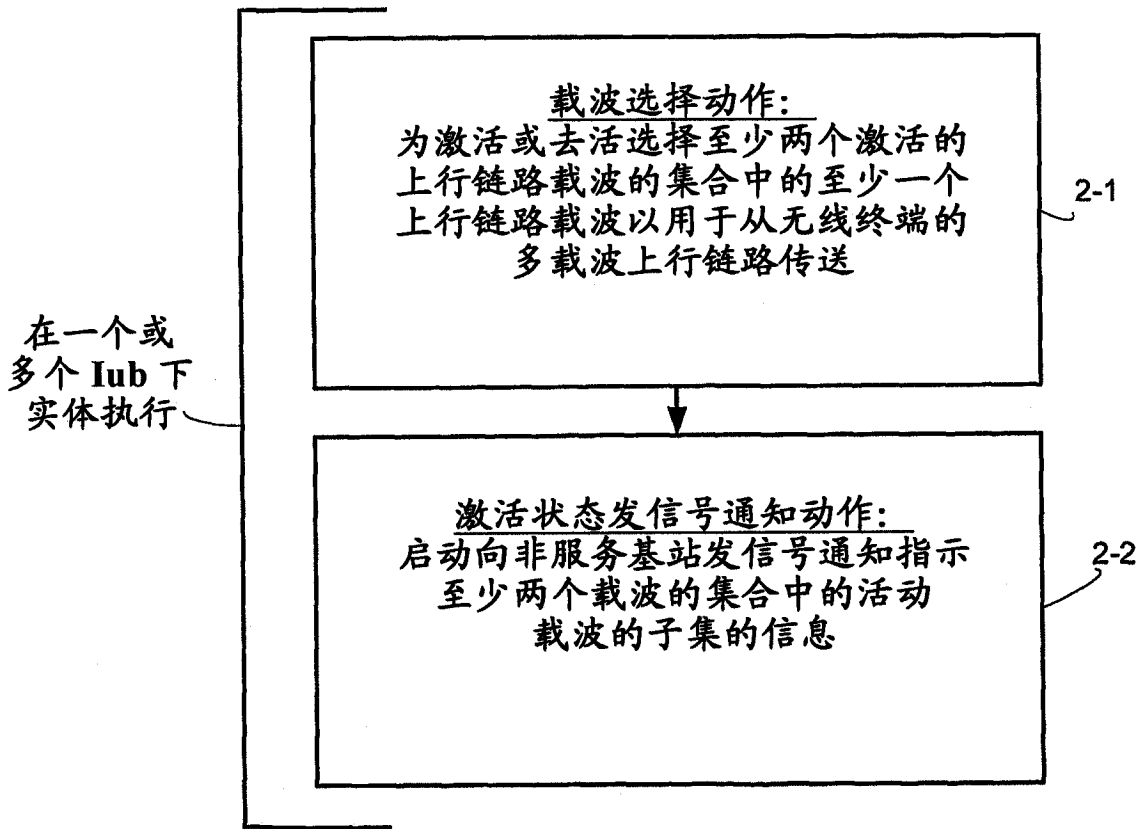 载波选择动作:
为激活或去活选择至少两个激活的
上行链路载波的集合中的至少一个
上行链路载波以用于从无线终端的
多载波上行链路传送
2-1
在一个或
多个 Iub 下
实体执行
激活状态发信号通知动作:
启动向非服务基站发信号通知指示
至少两个载波的集合中的活动
载波的子集的信息
2-2